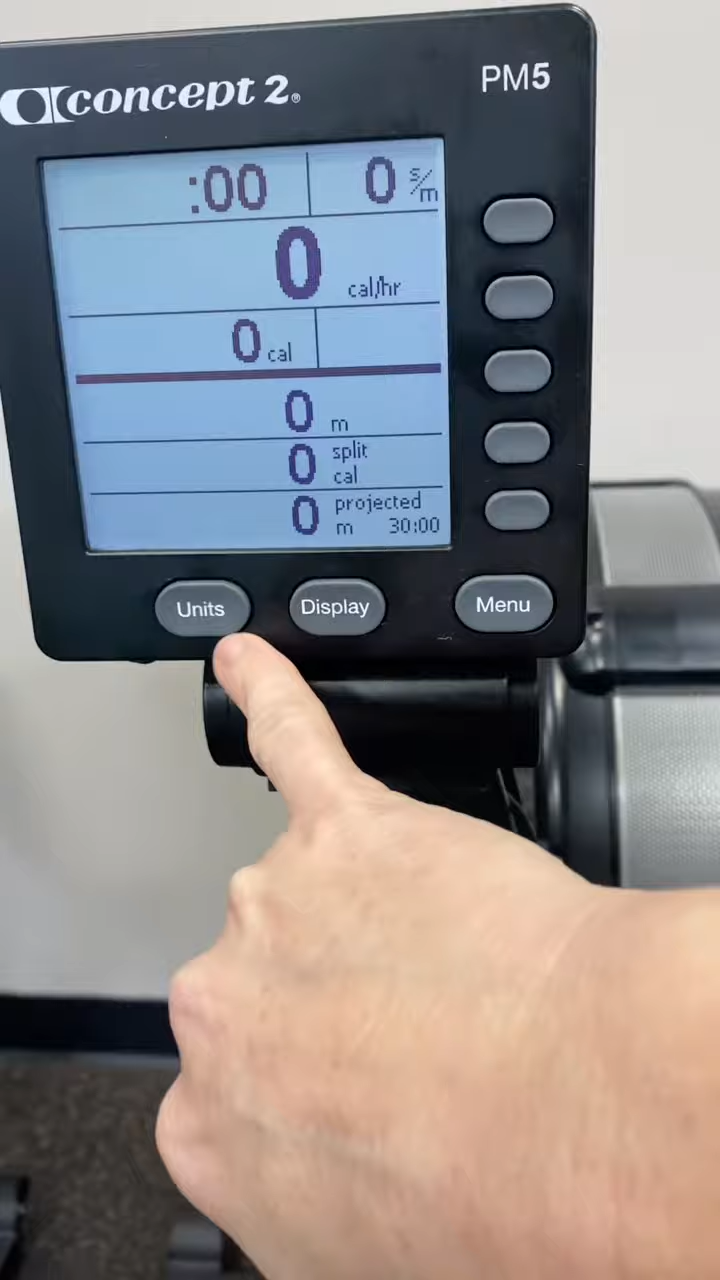 concept 2®
PM5
:00 0 s/m
0 cal/hr
0 cal
0 m
0 split cal
0 projected m 30:00
Units Display Menu